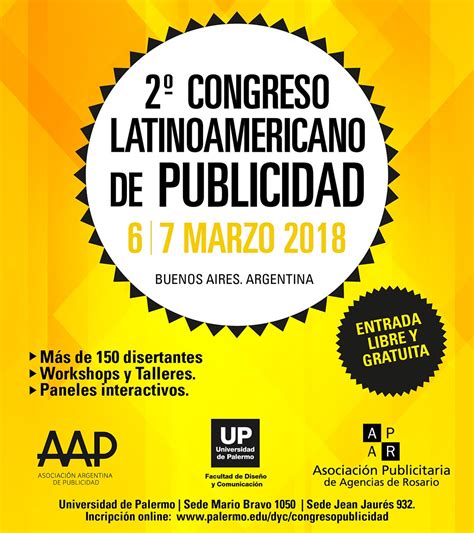 2º CONGRESO
LATINOAMERICANO
DE PUBLICIDAD
6|7 MARZO 2018
BUENOS AIRES. ARGENTINA
ENTRADA
LIBRE Y
GRATUITA
Más de 150 disertantes
Workshops y Talleres.
Paneles interactivos.
AAP
ASOCIACIÓN ARGENTINA
DE PUBLICIDAD
UP
Universidad
de Palermo
Facultad de Diseño
y Comunicación
A P
A R
Asociación Publicitaria
de Agencias de Rosario
Universidad de Palermo | Sede Mario Bravo 1050 | Sede Jean Jaurés 932.
Incripción online: www.palermo.edu/dyc/congresopublicidad